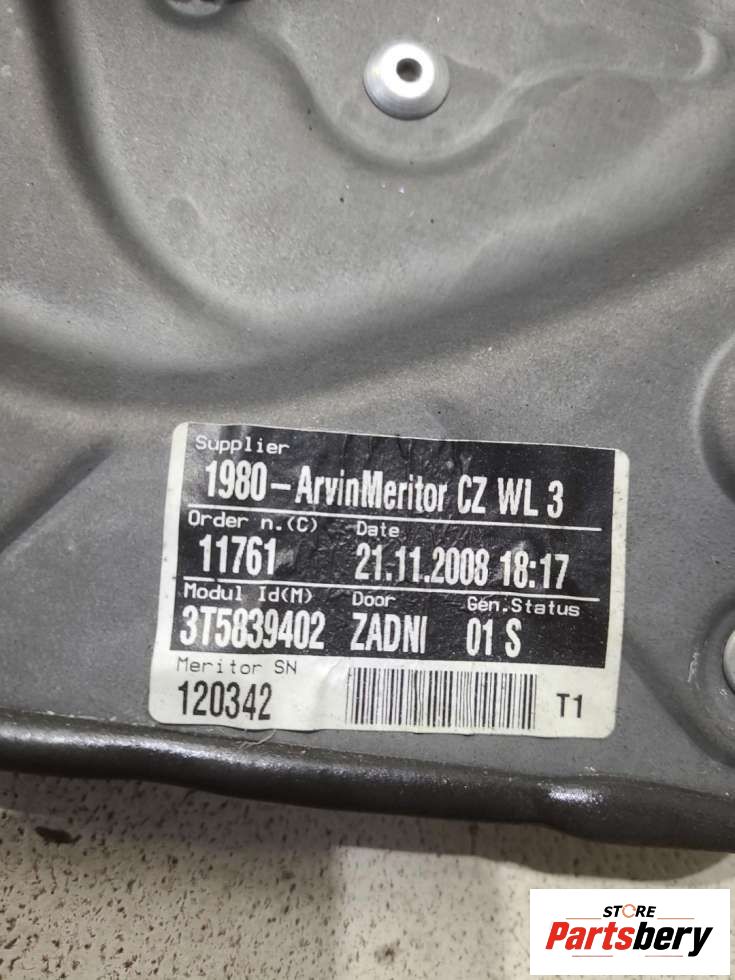 Supplier
1980-ArvinMeritor CZ WL 3
Order n.(C) Date
11761 21.11.2008 18:17
Modul Id(M) Door Gen.Status
3T5839402 ZADNI 01 S
Meritor SN
120342 T1
STORE
Partsbery